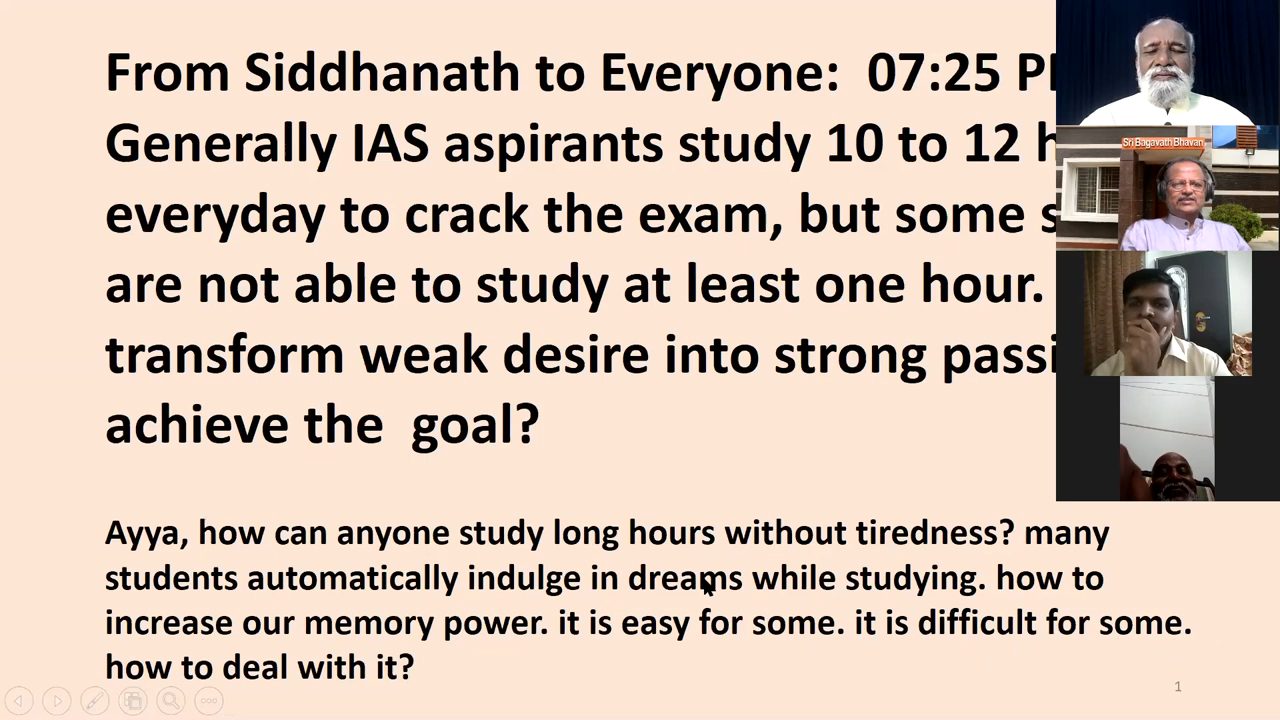 From Siddhanath to Everyone:  07:25
Generally IAS aspirants study 10 to 12
everyday to crack the exam, but some
are not able to study at least one hour.
transform weak desire into strong
achieve the  goal?
Ayya, how can anyone study long hours without tiredness? many
students automatically indulge in dreams while studying. how to
increase our memory power. it is easy for some. it is difficult for some.
how to deal with it?
Sri Bagavath Bhavan
1